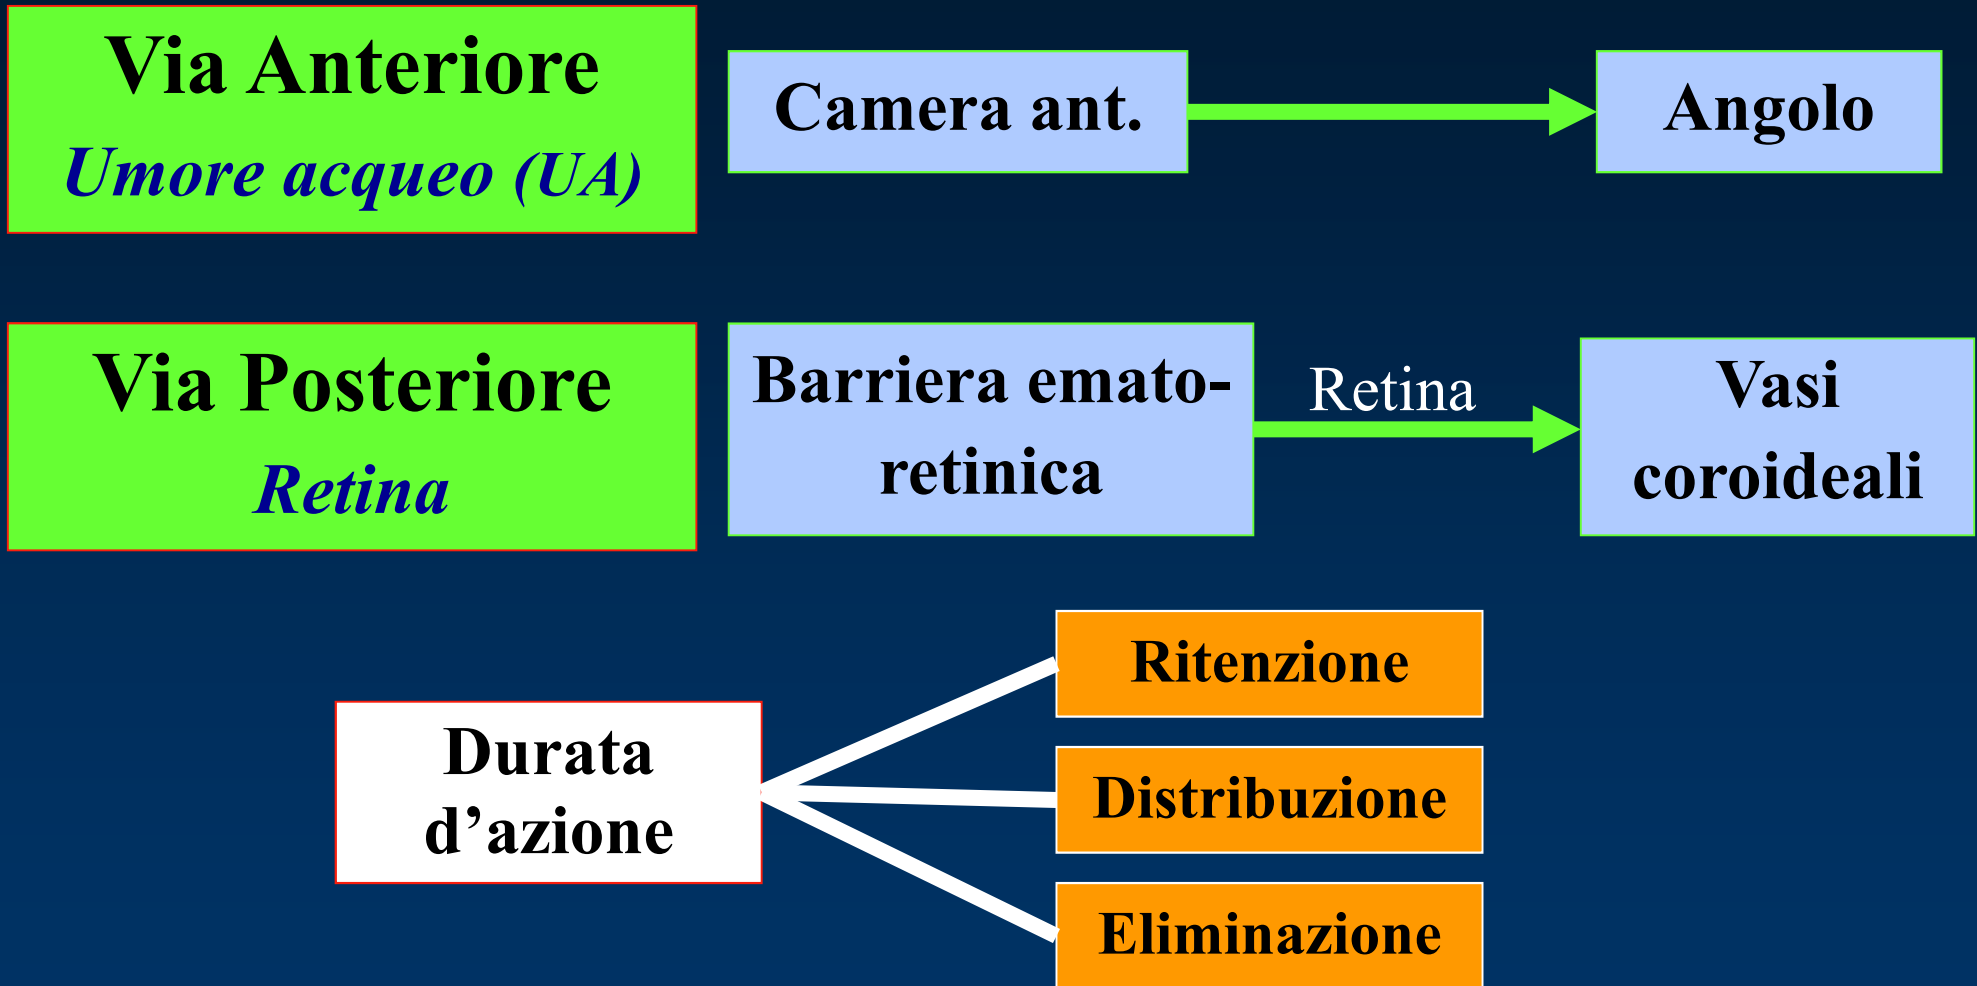 Via Anteriore
Umore acqueo (UA)
Camera ant.
Angolo
Via Posteriore
Retina
Barriera emato-
retinica
Retina
Vasi
coroideali
Durata
d’azione
Ritenzione
Distribuzione
Eliminazione